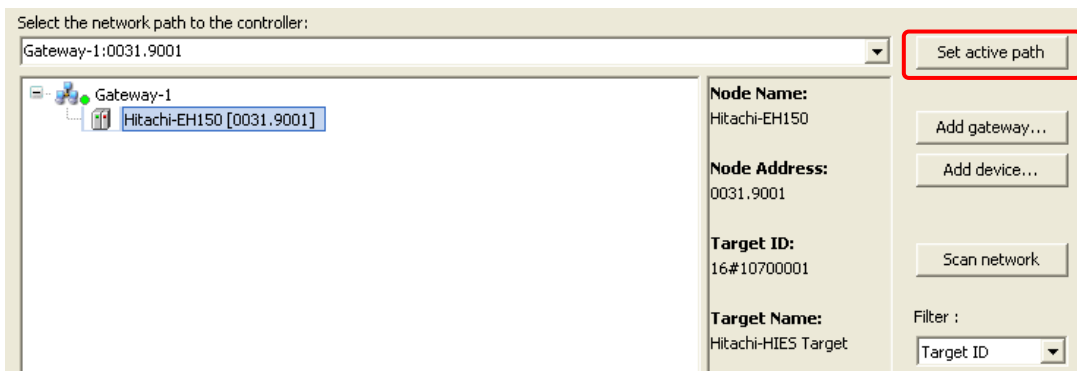 Select the network path to the controller:
Gateway-1:0031.9001
Set active path
Gateway-1
Hitachi-EH150 [0031.9001]
Node Name:
Hitachi-EH150
Node Address:
0031.9001
Target ID:
16#10700001
Target Name:
Hitachi-HIES Target
Add gateway...
Add device...
Scan network
Filter :
Target ID